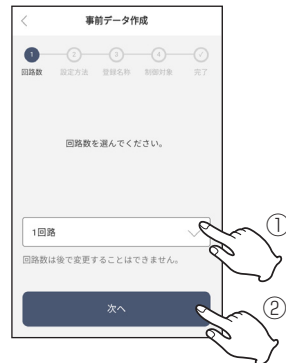 事前データ作成
1 2 3 4
回路数 設定方法 登録名称 制御対象 完了
回路数を選んでください。
1回路
①
回路数は後で変更することはできません。
次へ
②